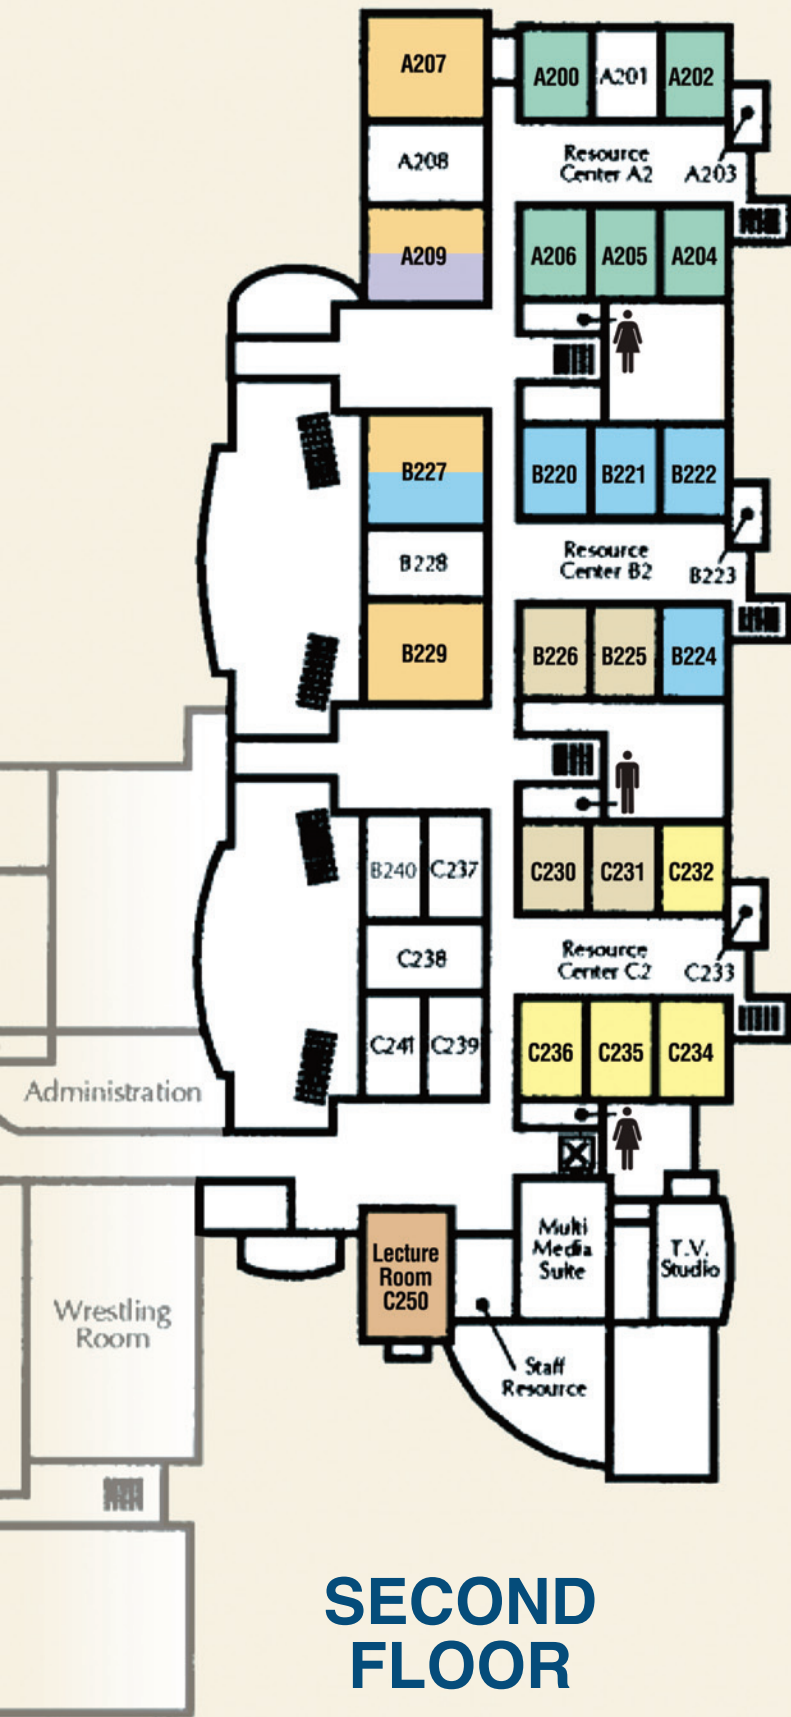 A207
A200
A201
A202
A208
Resource
Center A2
A203
A209
A206
A205
A204
B227
B220
B221
B222
B228
Resource
Center B2
B223
B229
B226
B225
B224
B240
C237
C230
C231
C232
C238
Resource
Center C2
C233
C241
C239
C236
C235
C234
Administration
Lecture
Room
C250
Multi
Media
Suite
T.V.
Studio
Wrestling
Room
Staff
Resource
SECOND
FLOOR